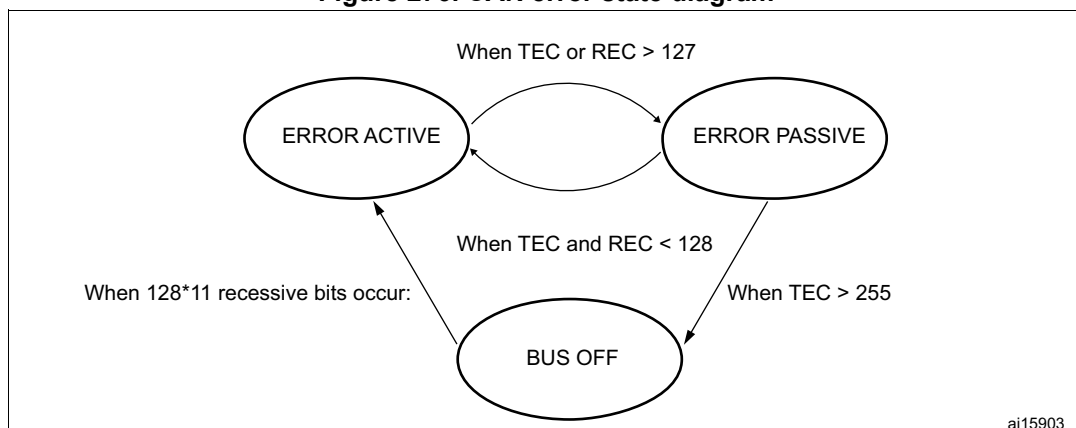 When TEC or REC > 127
ERROR ACTIVE
ERROR PASSIVE
When TEC and REC < 128
When 128*11 recessive bits occur:
When TEC > 255
BUS OFF
ai15903